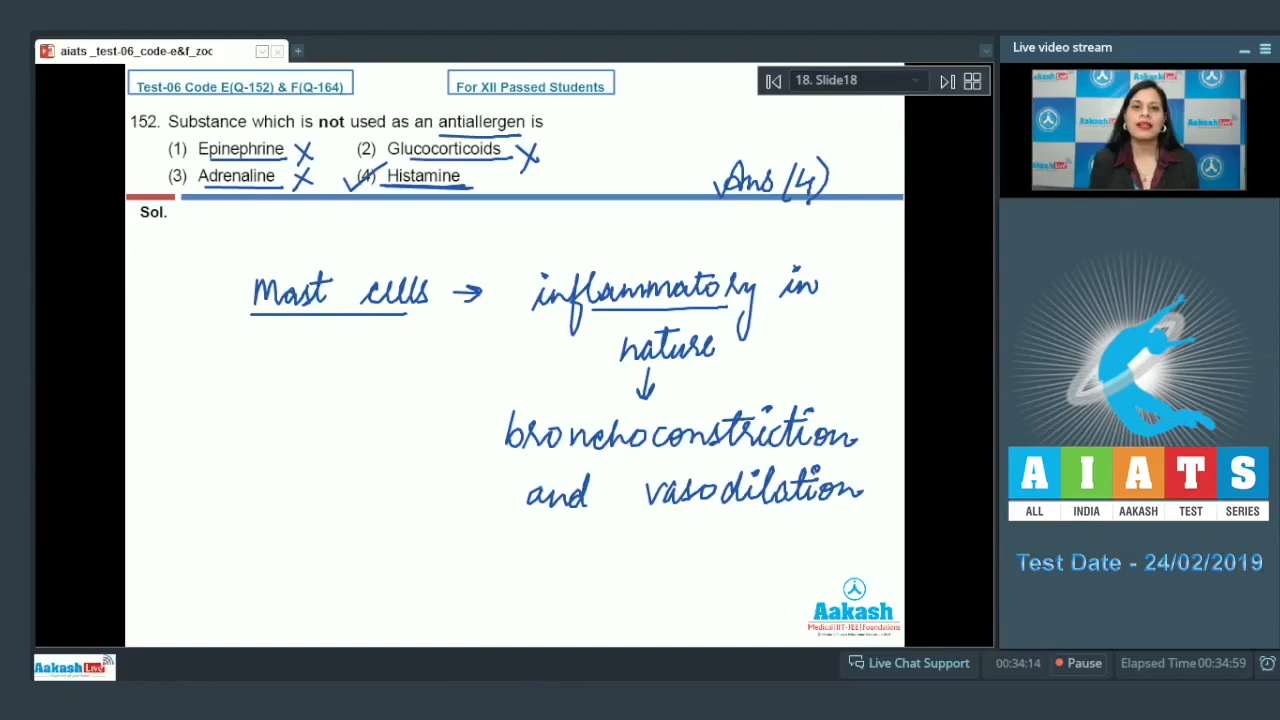 aiats _test-06_code-e&f_zoc
Live video stream
Test-06 Code E(Q-152) & F(Q-164)
For XII Passed Students
18. Slide18
152. Substance which is not used as an antiallergen is
(1) Epinephrine (2) Glucocorticoids
(3) Adrenaline (4) Histamine
Ans (4)
Sol.
Mast cells → inflammatory in
nature
↓
bronchoconstriction
and vasodilation
A I A T S
ALL INDIA AAKASH TEST SERIES
Test Date - 24/02/2019
Aakash
Medical|IIT-JEE|Foundations
Aakash Live
Live Chat Support
00:34:14
Pause
Elapsed Time 00:34:59